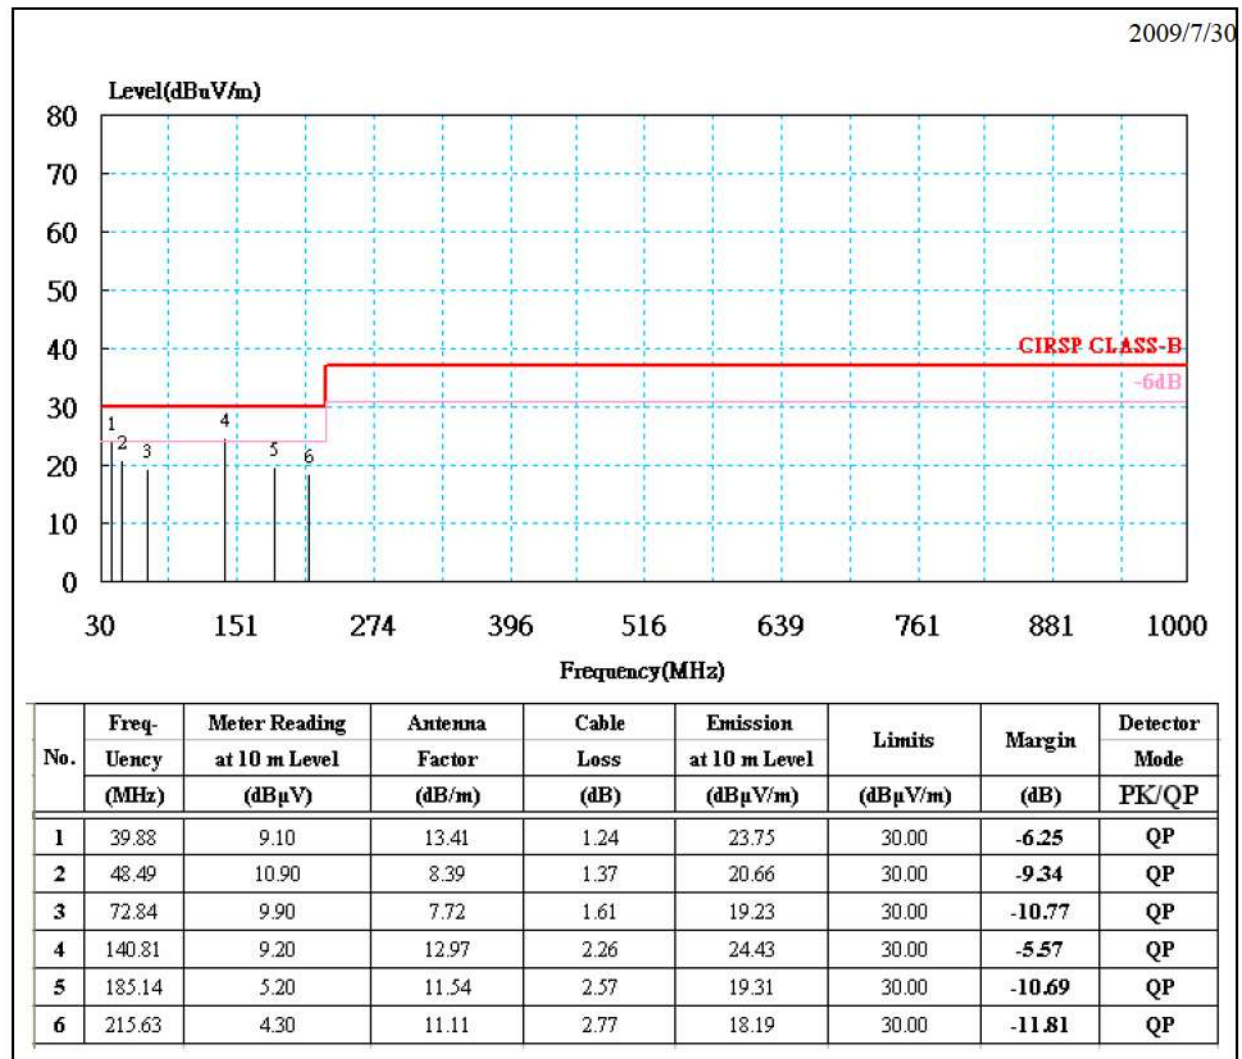 2009/7/30
Level(dBuV/m)
80
70
60
50
40
CIRSP CLASS-B
-6dB
30
1
2
3
4
5
6
20
10
0
30 151 274 396 516 639 761 881 1000
Frequency(MHz)
No. Freq- Meter Reading Antenna Cable Emission Limits Margin Detector
Uency at 10 m Level Factor Loss at 10 m Level Mode
(MHz) (dBµV) (dB/m) (dB) (dBµV/m) (dBµV/m) (dB) PK/QP
1 39.88 9.10 13.41 1.24 23.75 30.00 -6.25 QP
2 48.49 10.90 8.39 1.37 20.66 30.00 -9.34 QP
3 72.84 9.90 7.72 1.61 19.23 30.00 -10.77 QP
4 140.81 9.20 12.97 2.26 24.43 30.00 -5.57 QP
5 185.14 5.20 11.54 2.57 19.31 30.00 -10.69 QP
6 215.63 4.30 11.11 2.77 18.19 30.00 -11.81 QP